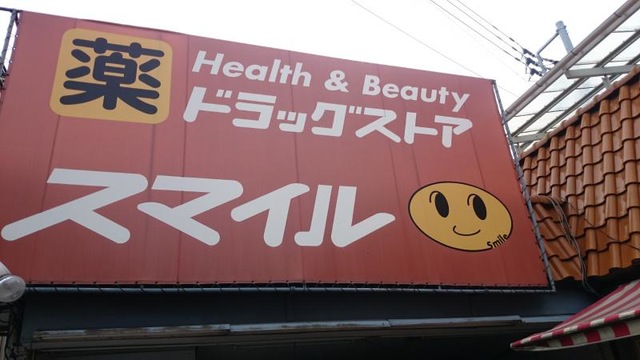 薬
Health & Beauty
ドラッグストア
スマイル
Smile